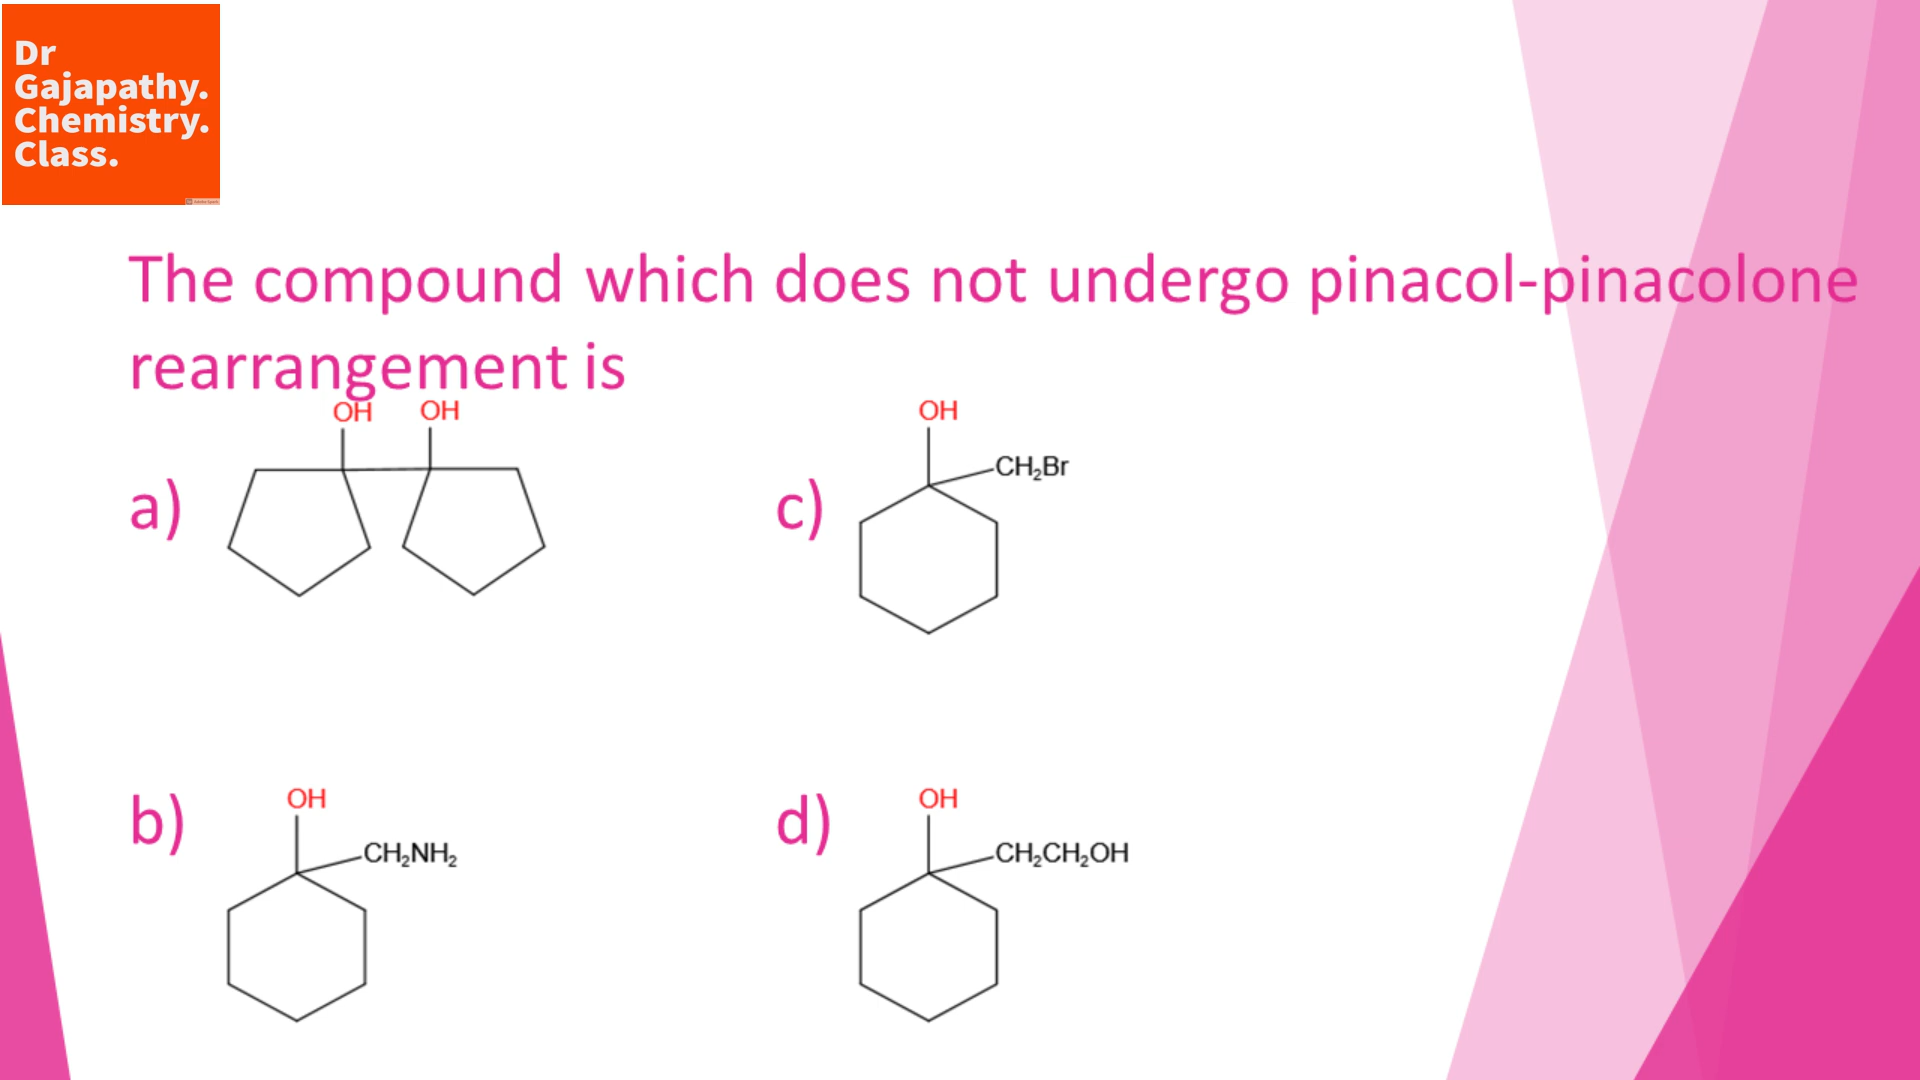 Dr
Gajapathy.
Chemistry.
Class.
The compound which does not undergo pinacol-pinacolone
rearrangement is
OH OH
a)
OH
CH₂Br
c)
OH
b)
CH₂NH₂
OH
d)
CH₂CH₂OH